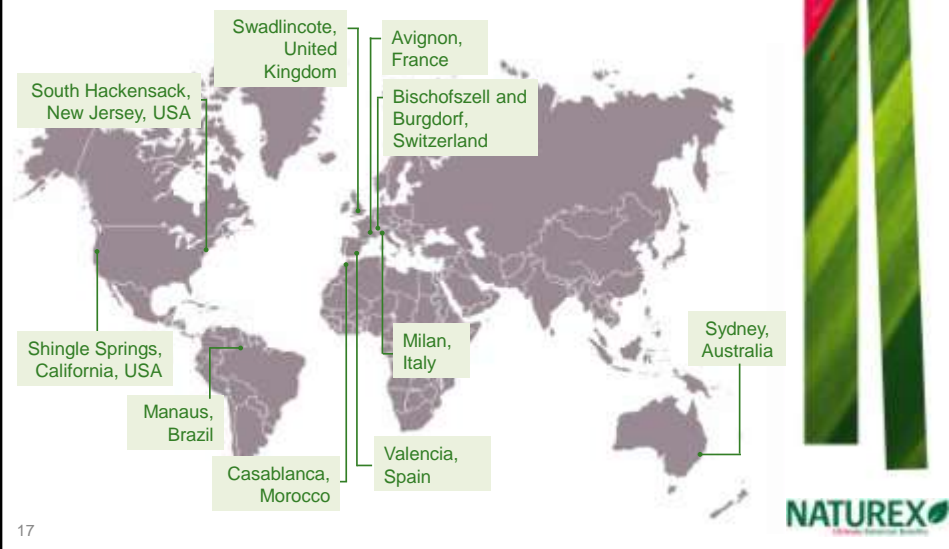 Swadlincote,
United
Kingdom
Avignon,
France
South Hackensack,
New Jersey, USA
Bischofszell and
Burgdorf,
Switzerland
Shingle Springs,
California, USA
Milan,
Italy
Sydney,
Australia
Manaus,
Brazil
Casablanca,
Morocco
Valencia,
Spain
17
NATUREX